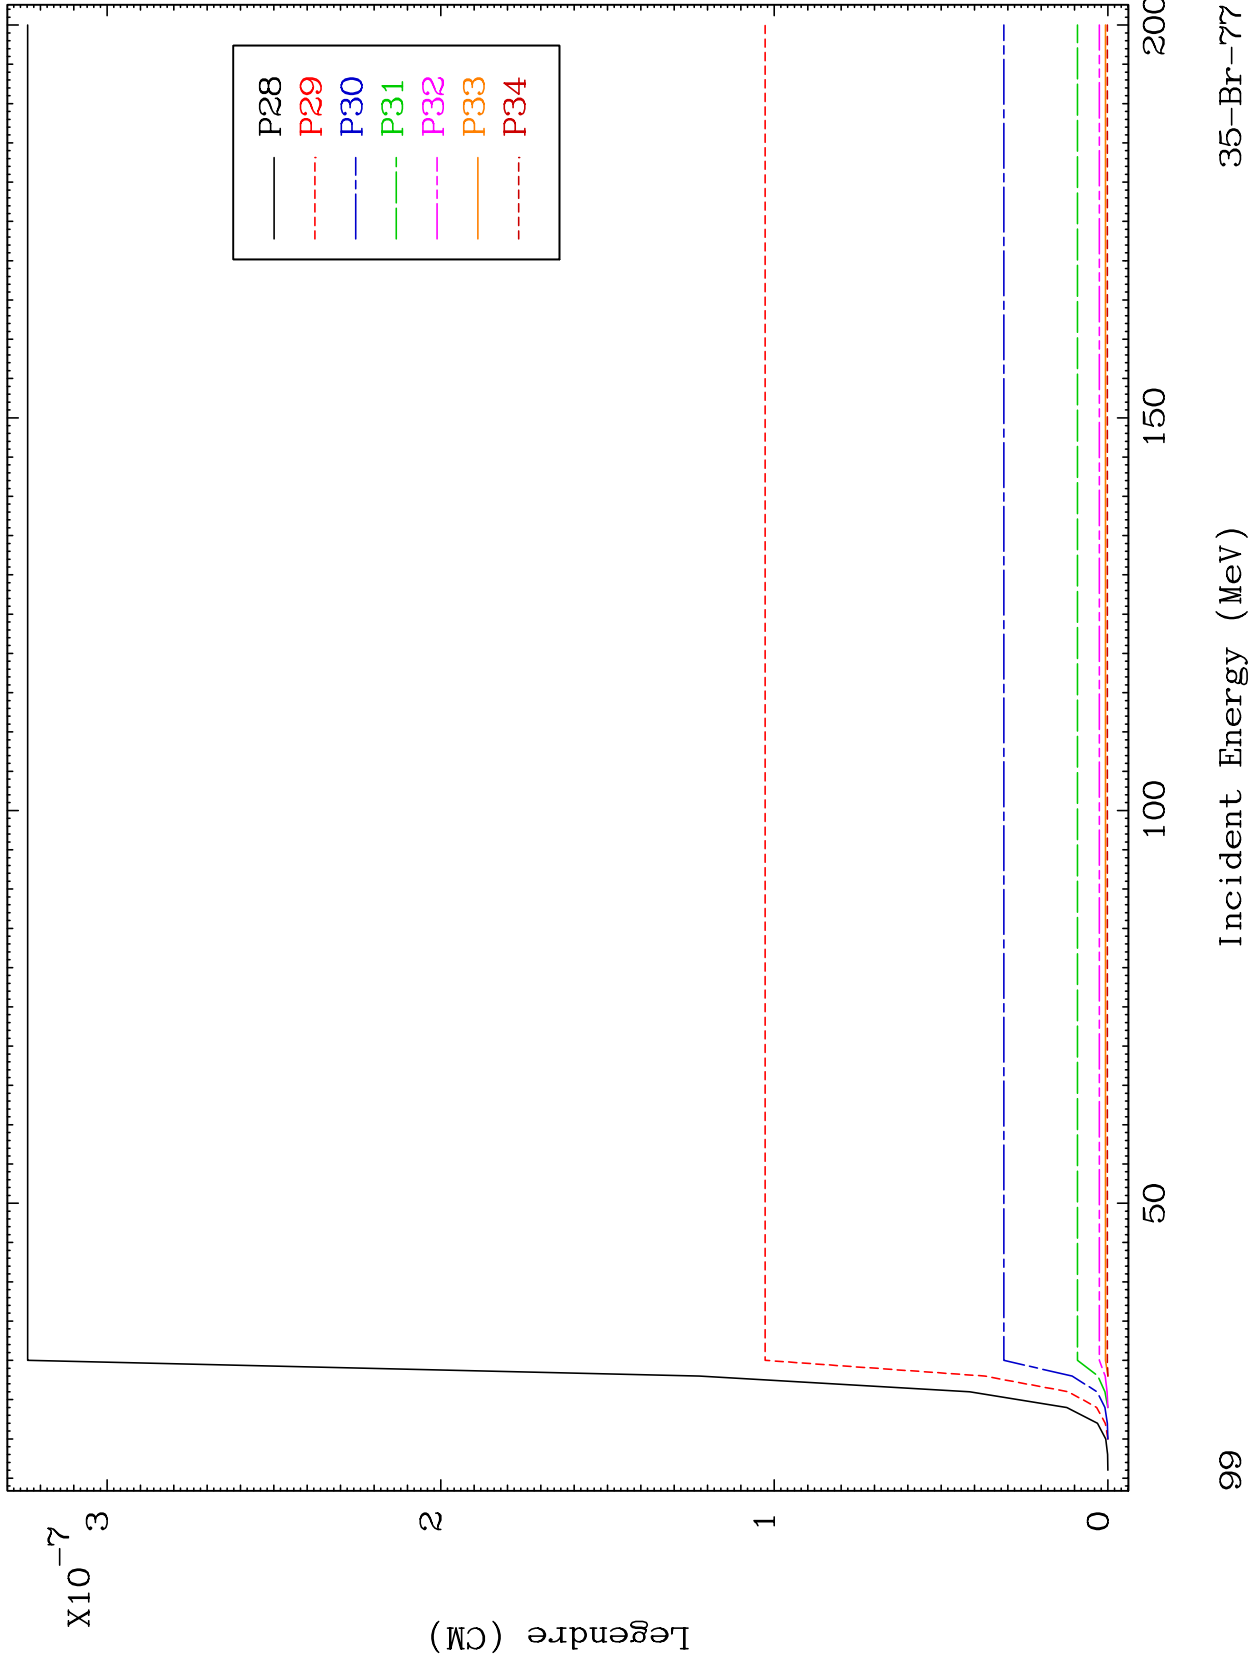 X10-7
3
2
1
0
Legendre (CM)
P28
P29
P30
P31
P32
P33
P34
50
100
150
200
Incident Energy (MeV)
99
35-Br-77